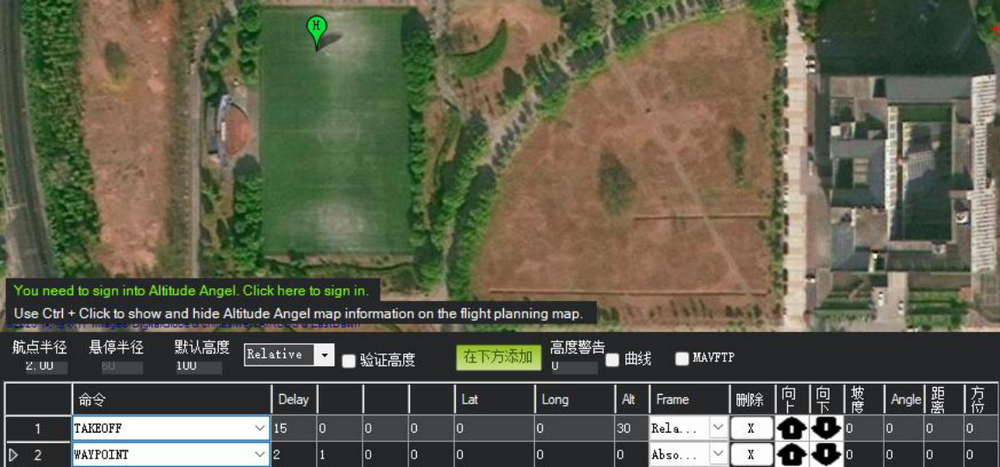 H
You need to sign into Altitude Angel. Click here to sign in.
Use Ctrl + Click to show and hide Altitude Angel map information on the flight planning map.
航点半径 悬停半径 默认高度 高度警告
2.00 60 100 Relative 验证高度 在下方添加 0 曲线 MAVFTP
命令 Delay Lat Long Alt Frame 删除 向上 向下 坡度 Angle 距离 方位
1 TAKEOFF 15 0 0 0 0 0 30 Rela... X 0 0 0 0
2 WAYPOINT 2 1 0 0 0 0 0 Abso... X 0 0 0 0